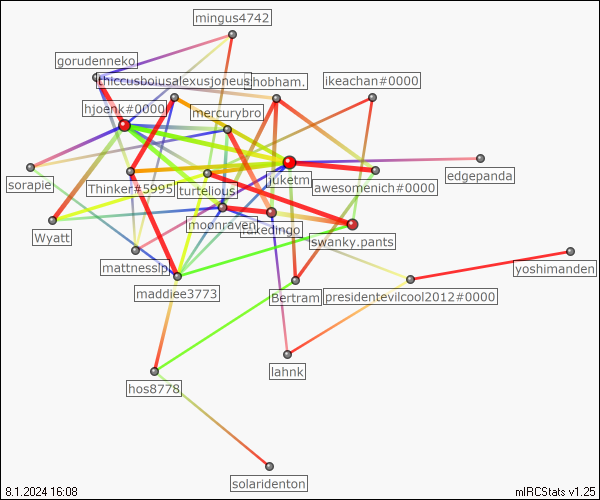 mingus4742
gorudenneko
thiccusboiusalexusjoneus
hobham.
ikeachan#0000
hjoenk#0000
mercurybro
sorapie
Thinker#5995
turtelious
juketm
awesomenich#0000
edgepanda
Wyatt
moonraven
rakedingo
swanky.pants
mattnesslp
yoshimanden
maddiee3773
Bertram
presidentevilcool2012#0000
lahnk
hos8778
solaridenton
8.1.2024 16:08
mIRCStats v1.25